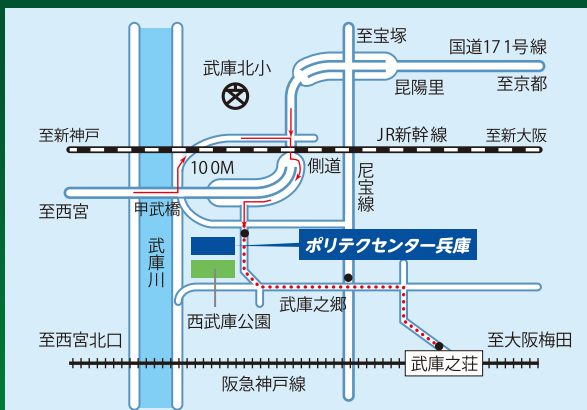 至宝塚
国道171号線
武庫北小
昆陽里
至京都
至新神戸
JR新幹線
至新大阪
100M
側道
尼宝線
至西宮
甲武橋
武庫川
ポリテクセンター兵庫
西武庫公園
武庫之郷
至西宮北口
至大阪梅田
武庫之荘
阪急神戸線